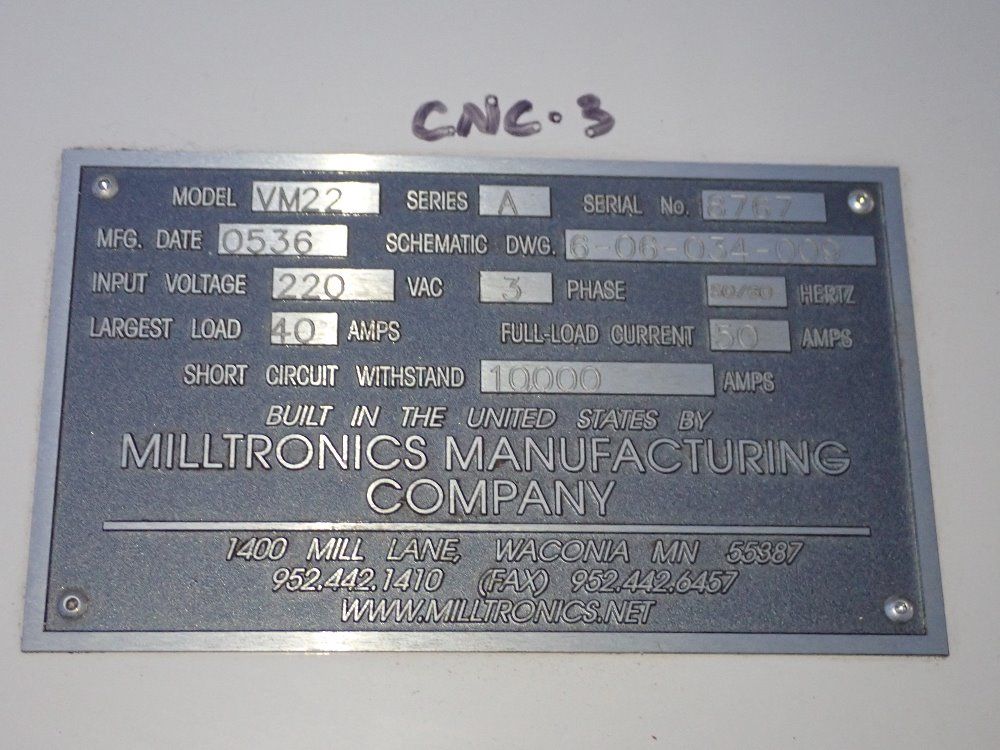 CNC-3
MODEL VM22 SERIES A SERIAL No. 8767
MFG. DATE 0536 SCHEMATIC DWG. 6-06-034-009
INPUT VOLTAGE 220 VAC 3 PHASE 50/60 HERTZ
LARGEST LOAD 40 AMPS FULL-LOAD CURRENT 50 AMPS
SHORT CIRCUIT WITHSTAND 10000 AMPS
BUILT IN THE UNITED STATES BY
MILLTRONICS MANUFACTURING
COMPANY
1400 MILL LANE, WACONIA MN 55387
952.442.1410 (FAX) 952.442.6457
WWW.MILLTRONICS.NET